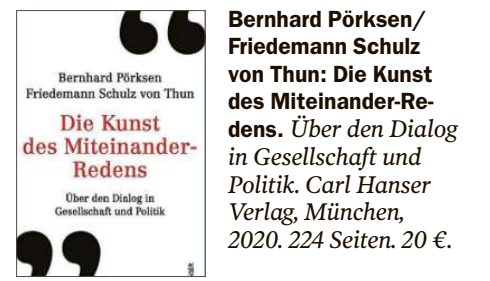 Bernhard Pörksen
Friedemann Schulz von Thun
Die Kunst
des Miteinander-
Redens
Über den Dialog in
Gesellschaft und Politik
Bernhard Pörksen/
Friedemann Schulz
von Thun: Die Kunst
des Miteinander-Re-
dens. Über den Dialog
in Gesellschaft und
Politik. Carl Hanser
Verlag, München,
2020. 224 Seiten. 20 €.